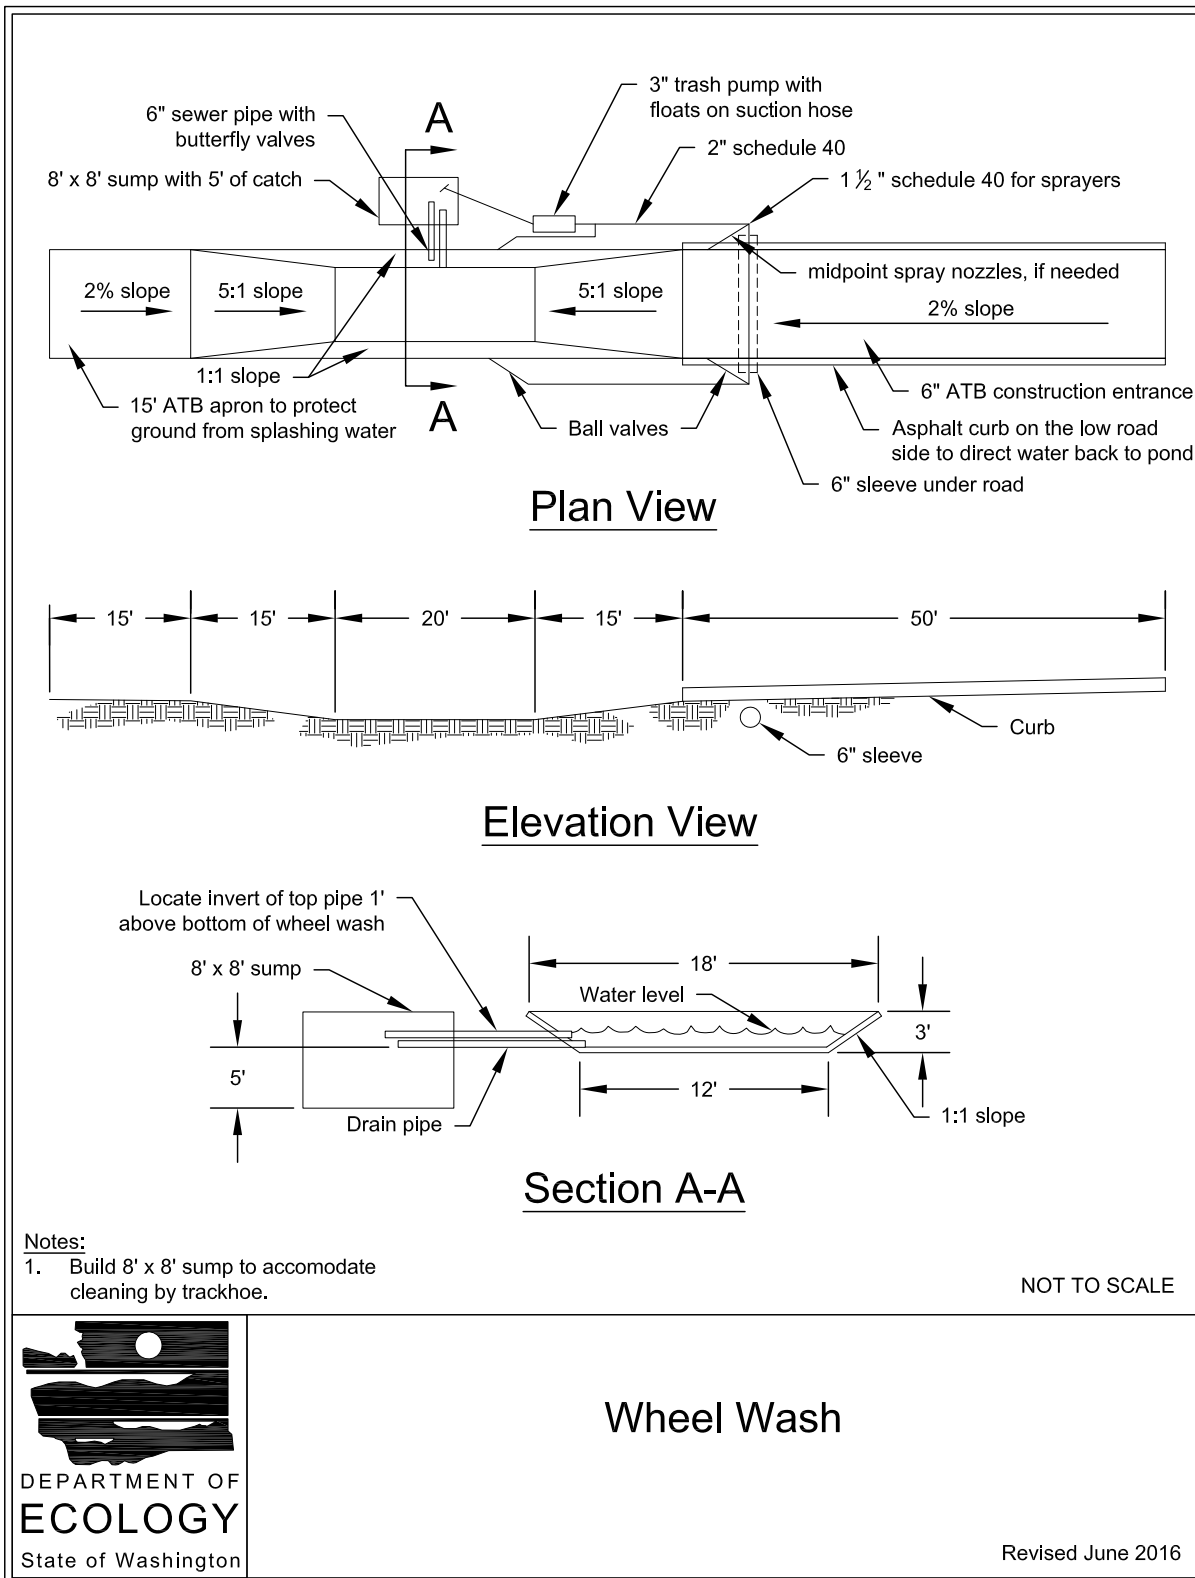 3" trash pump with
floats on suction hose
6" sewer pipe with
butterfly valves
A
2" schedule 40
8' x 8' sump with 5' of catch
1 ½ " schedule 40 for sprayers
midpoint spray nozzles, if needed
2% slope
5:1 slope
5:1 slope
2% slope
1:1 slope
15' ATB apron to protect
ground from splashing water
A
Ball valves
6" ATB construction entrance
Asphalt curb on the low road
side to direct water back to pond
6" sleeve under road
Plan View
15'
15'
20'
15'
50'
Curb
6" sleeve
Elevation View
Locate invert of top pipe 1'
above bottom of wheel wash
8' x 8' sump
18'
Water level
3'
5'
12'
Drain pipe
1:1 slope
Section A-A
Notes:
1. Build 8' x 8' sump to accomodate
cleaning by trackhoe.
NOT TO SCALE
DEPARTMENT OF
ECOLOGY
State of Washington
Wheel Wash
Revised June 2016